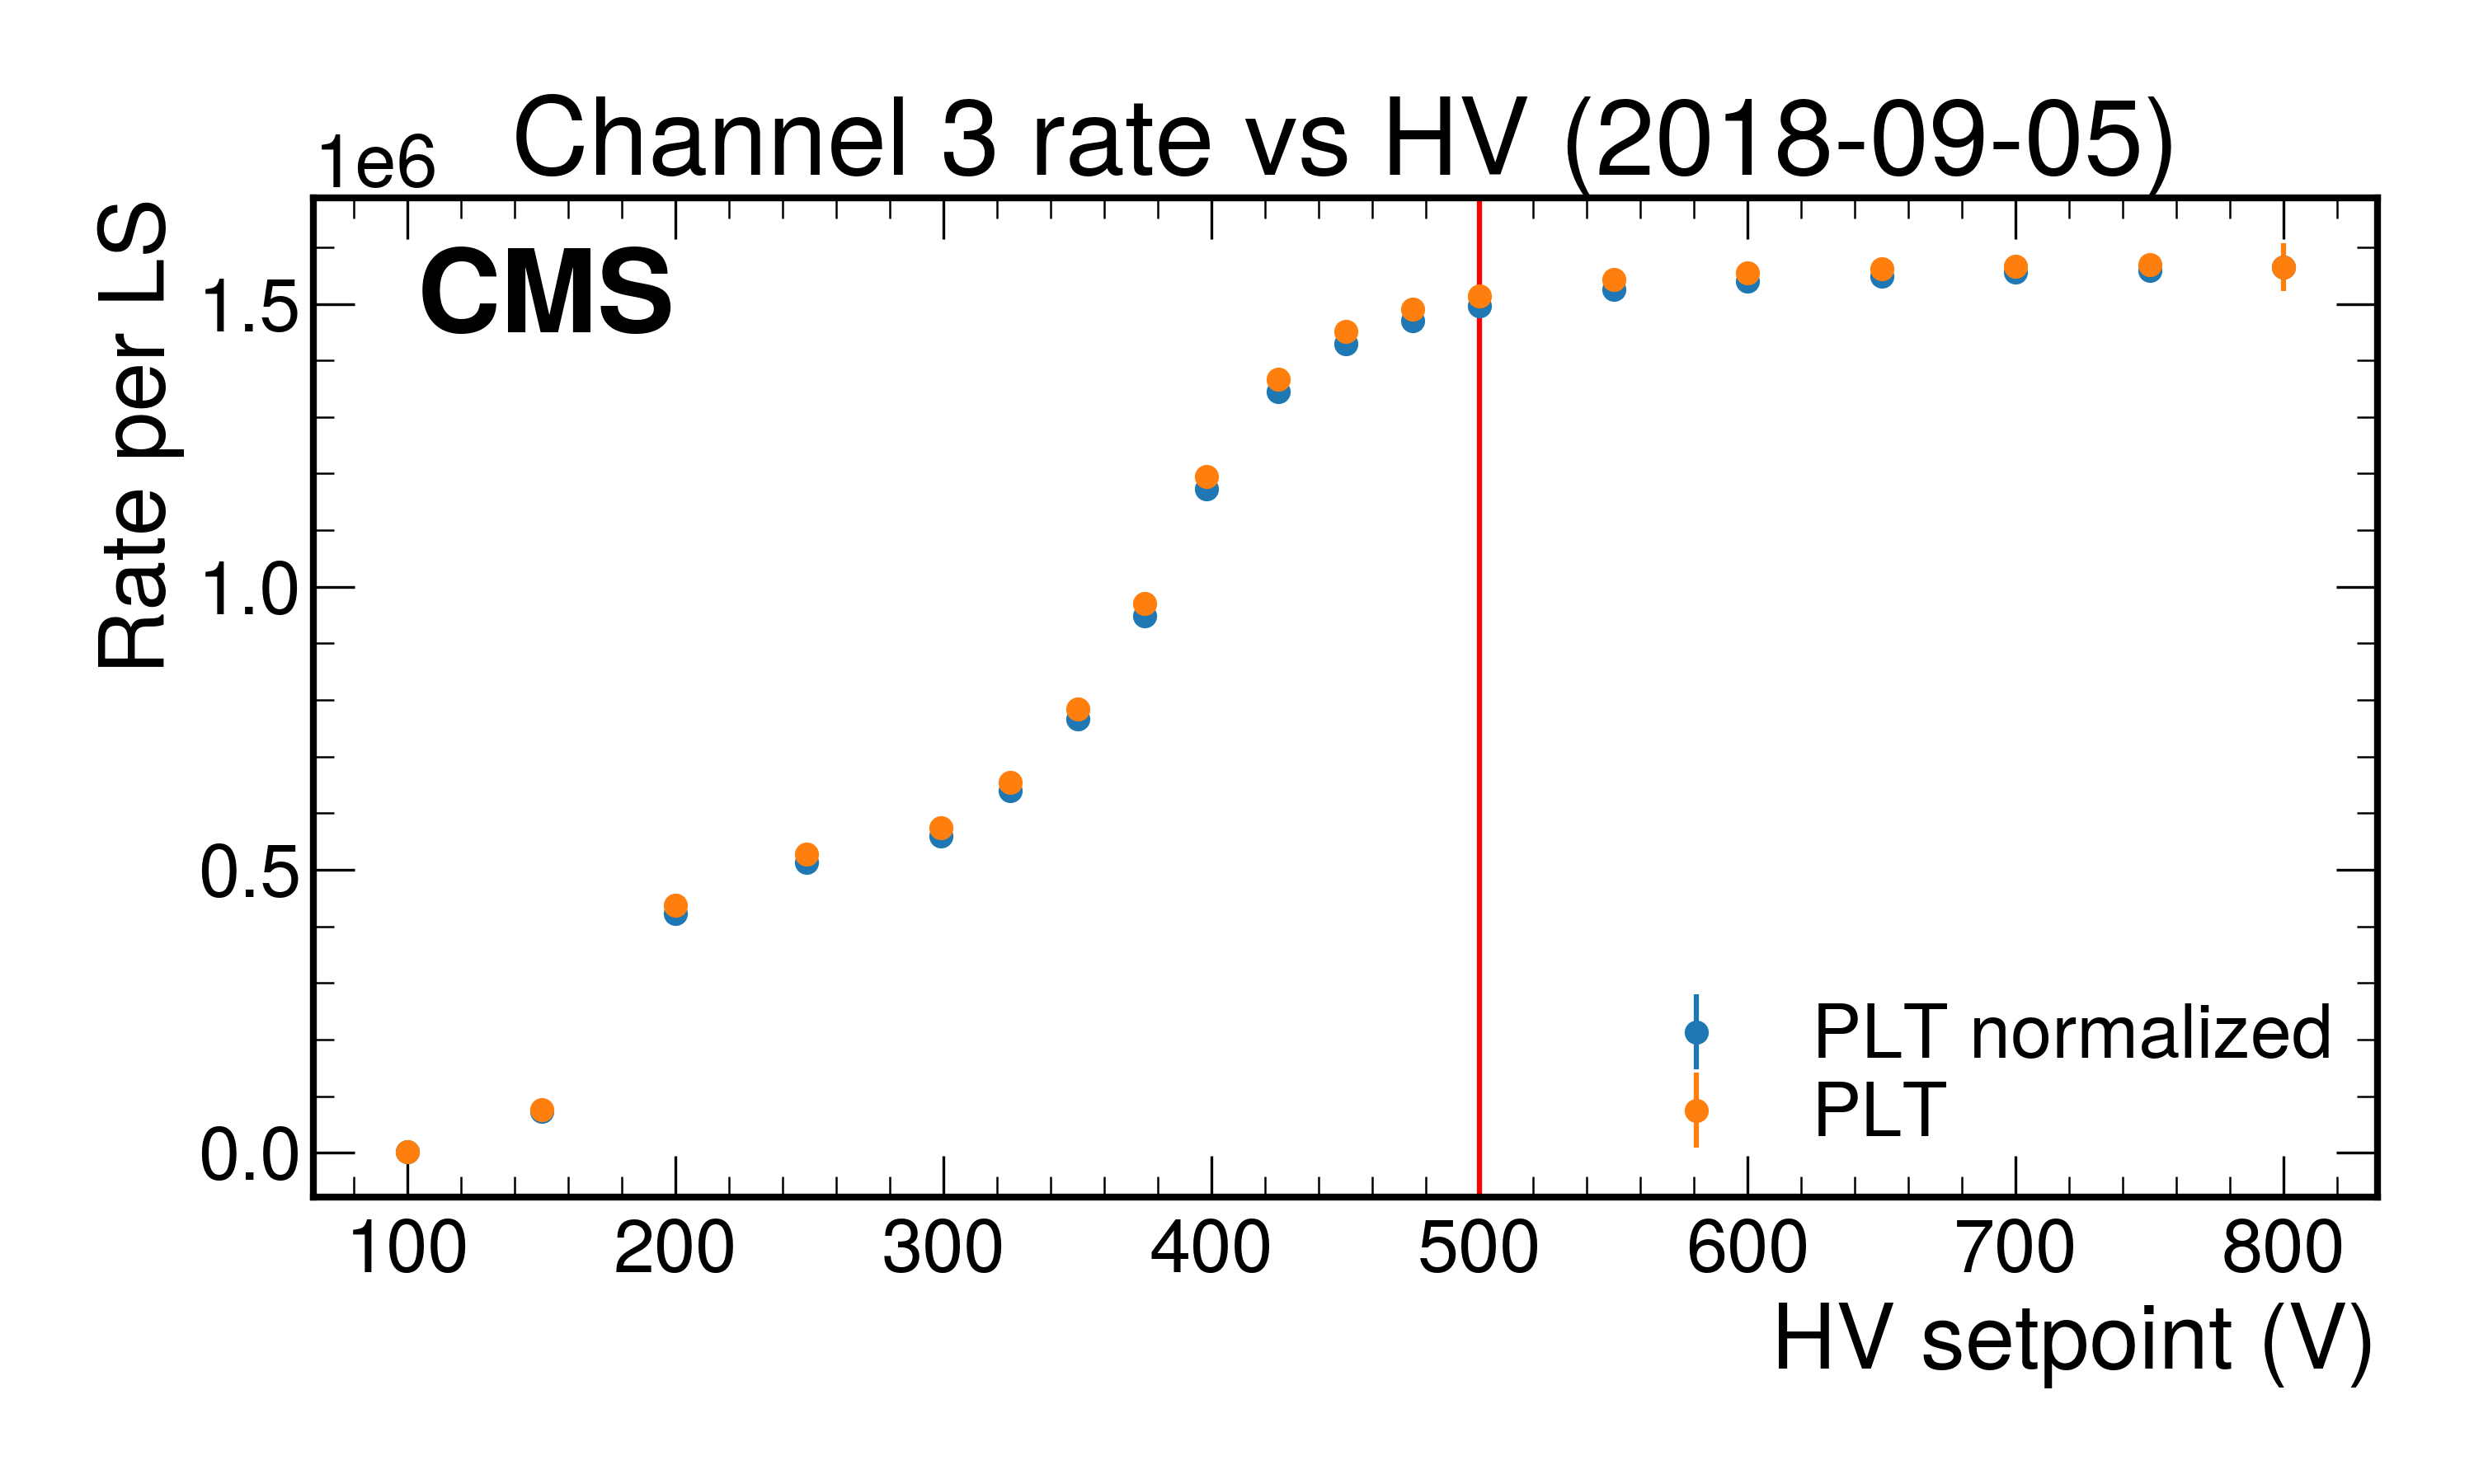 1e6
Channel 3 rate vs HV (2018-09-05)
CMS
Rate per LS
1.5
1.0
0.5
0.0
PLT normalized
PLT
100 200 300 400 500 600 700 800
HV setpoint (V)